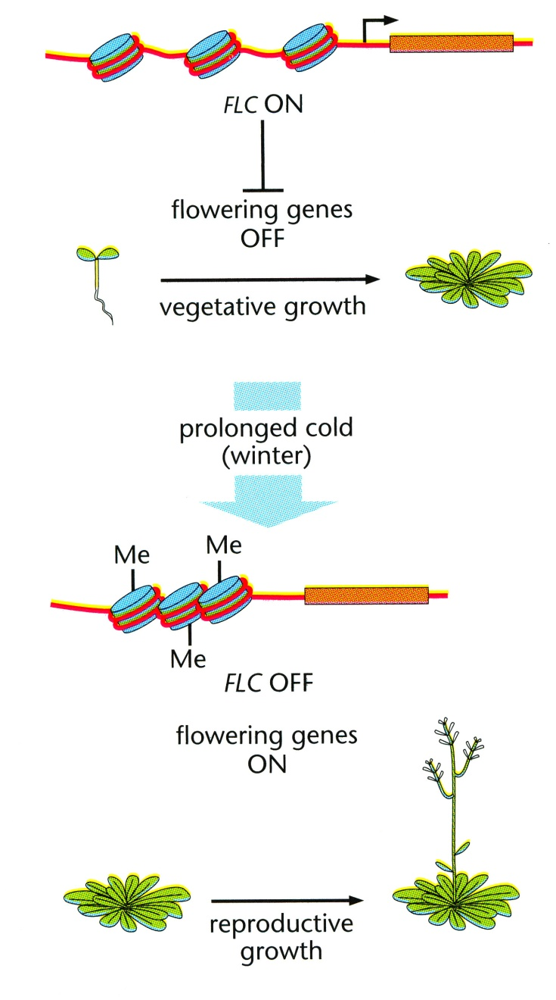 FLC ON
flowering genes
OFF
vegetative growth
prolonged cold
(winter)
Me
Me
Me
FLC OFF
flowering genes
ON
reproductive
growth